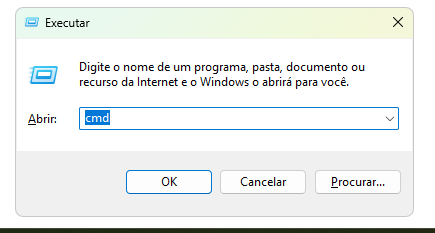 Executar
Digite o nome de um programa, pasta, documento ou
recurso da Internet e o Windows o abrirá para você.
Abrir: cmd
OK Cancelar Procurar...